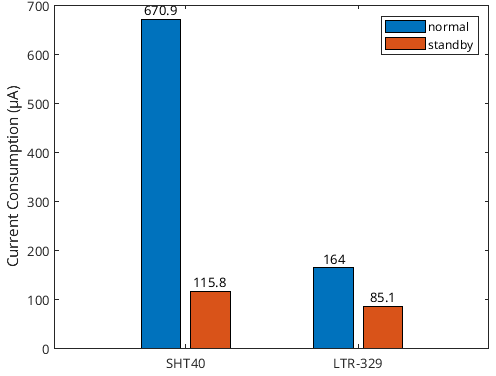 700
600
500
400
300
200
100
0
Current Consumption (μA)
670.9
115.8
164
85.1
normal
standby
SHT40
LTR-329